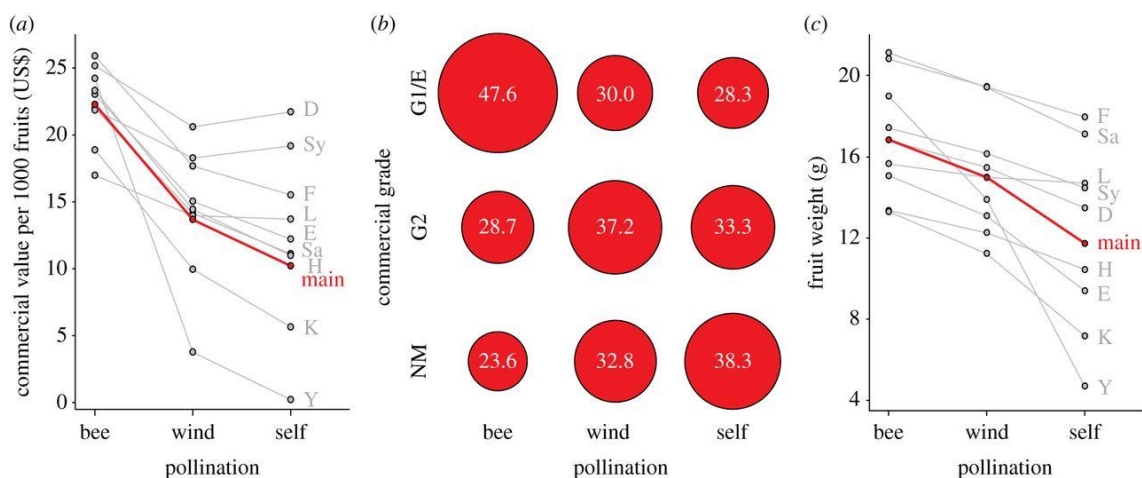 (a)
commercial value per 1000 fruits (US$)
25
20
15
10
5
0
D
Sy
F
L
E
Sa
H
main
K
Y
bee wind self
pollination
(b)
commercial grade
G1/E
47.6 30.0 28.3
G2
28.7 37.2 33.3
NM
23.6 32.8 38.3
bee wind self
pollination
(c)
fruit weight (g)
20
16
12
8
4
F
Sa
L
Sy
D
main
H
E
K
Y
bee wind self
pollination